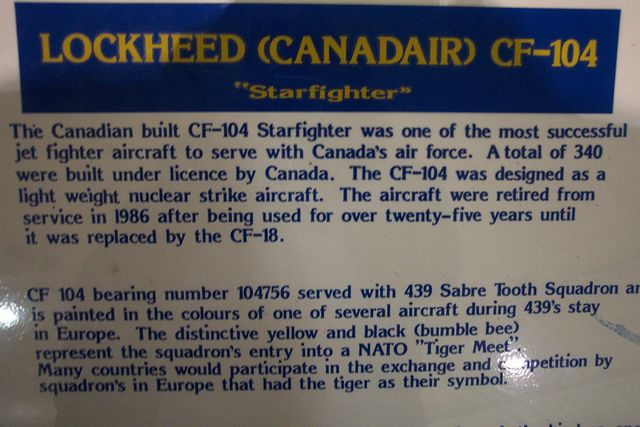 LOCKHEED (CANADAIR) CF-104
"Starfighter"
The Canadian built CF-104 Starfighter was one of the most successful
jet fighter aircraft to serve with Canada's air force. A total of 340
were built under licence by Canada. The CF-104 was designed as a
light weight nuclear strike aircraft. The aircraft were retired from
service in 1986 after being used for over twenty-five years until
it was replaced by the CF-18.
CF 104 bearing number 104756 served with 439 Sabre Tooth Squadron
is painted in the colours of one of several aircraft during 439's stay
in Europe. The distinctive yellow and black (bumble bee)
represent the squadron's entry into a NATO "Tiger Meet".
Many countries would participate in the exchange and competition by
squadron's in Europe that had the tiger as their symbol.